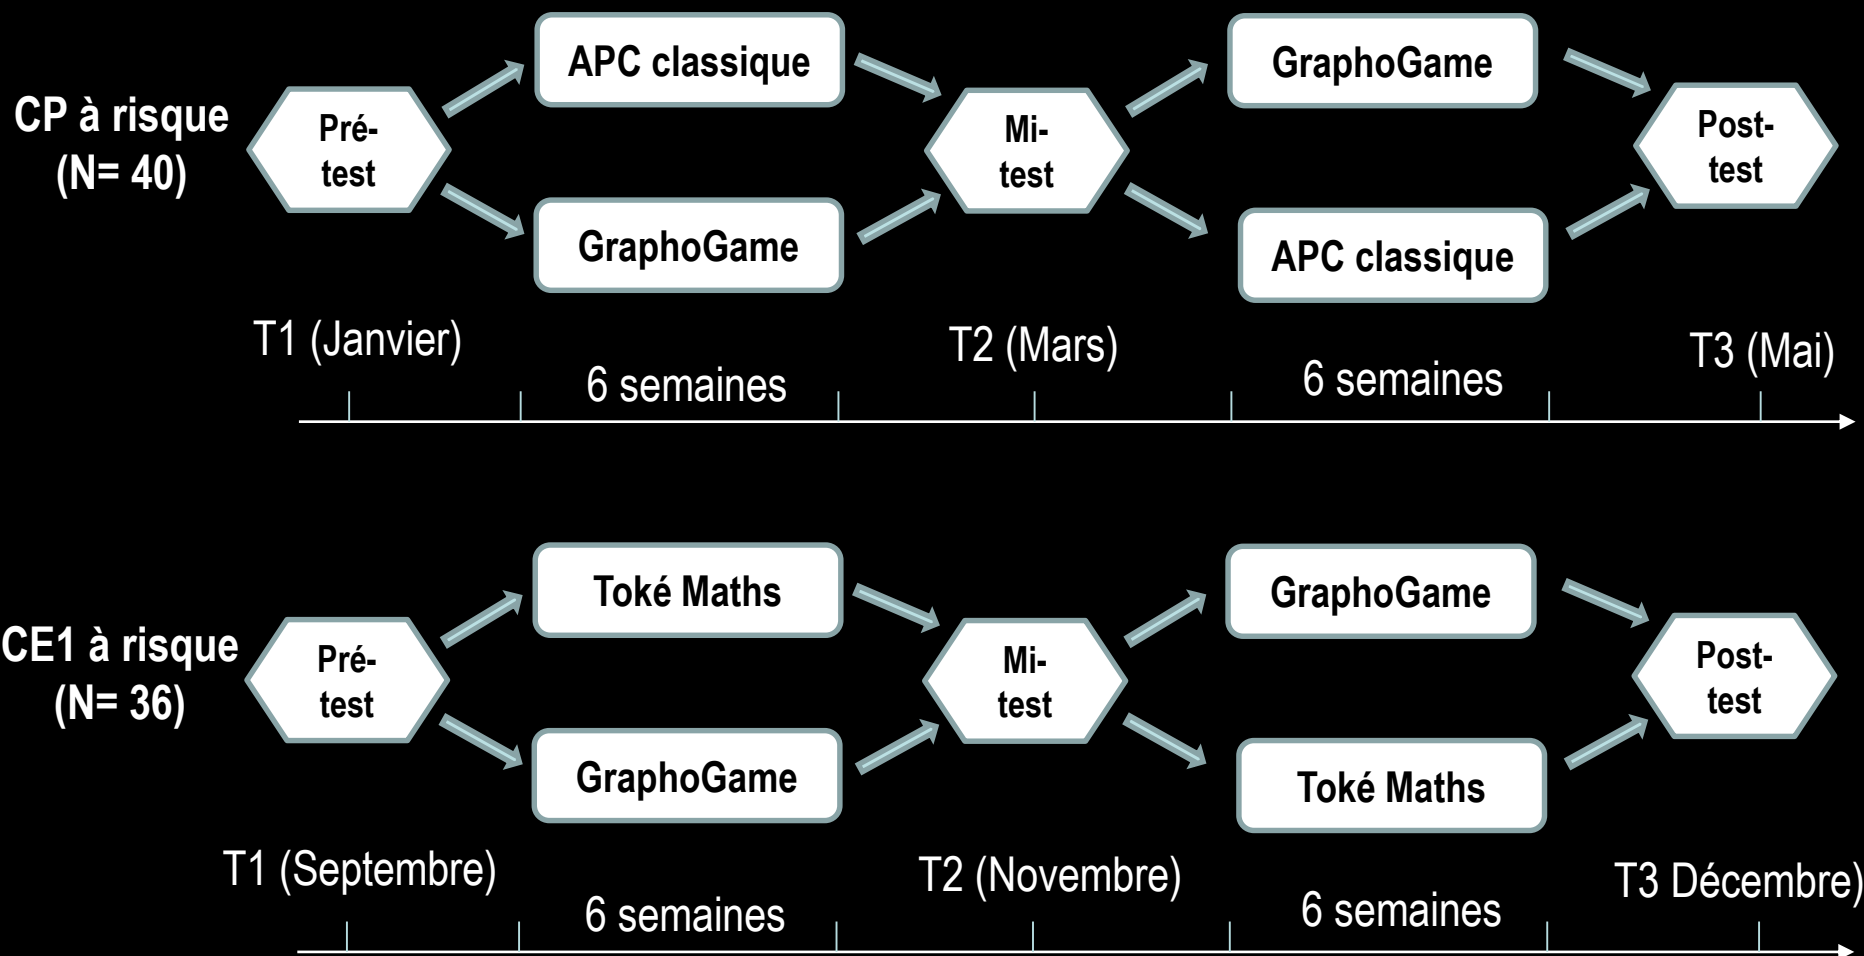 APC classique
GraphoGame
CP à risque
(N= 40)
Pré-
test
Mi-
test
Post-
test
GraphoGame
APC classique
T1 (Janvier)
T2 (Mars)
T3 (Mai)
6 semaines
6 semaines
Toké Maths
GraphoGame
CE1 à risque
(N= 36)
Pré-
test
Mi-
test
Post-
test
GraphoGame
Toké Maths
T1 (Septembre)
T2 (Novembre)
T3 Décembre)
6 semaines
6 semaines